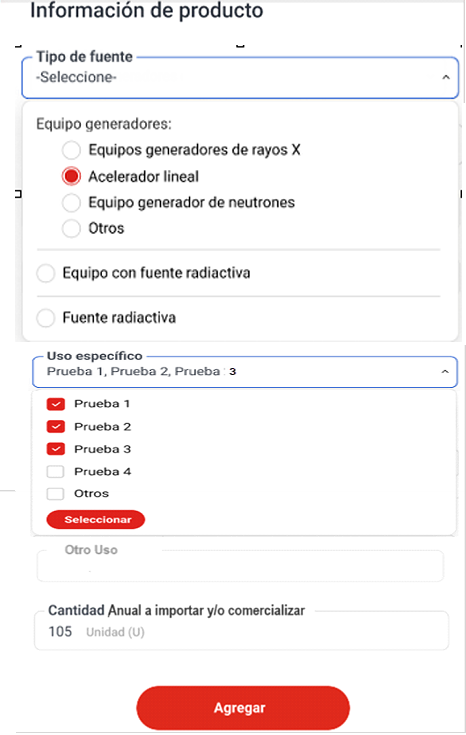 Información de producto
Tipo de fuente
-Seleccione-
Equipo generadores:
Equipos generadores de rayos X
Acelerador lineal
Equipo generador de neutrones
Otros
Equipo con fuente radiactiva
Fuente radiactiva
Uso específico
Prueba 1, Prueba 2, Prueba 3
Prueba 1
Prueba 2
Prueba 3
Prueba 4
Otros
Seleccionar
Otro Uso
Cantidad Anual a importar y/o comercializar
105 Unidad (U)
Agregar